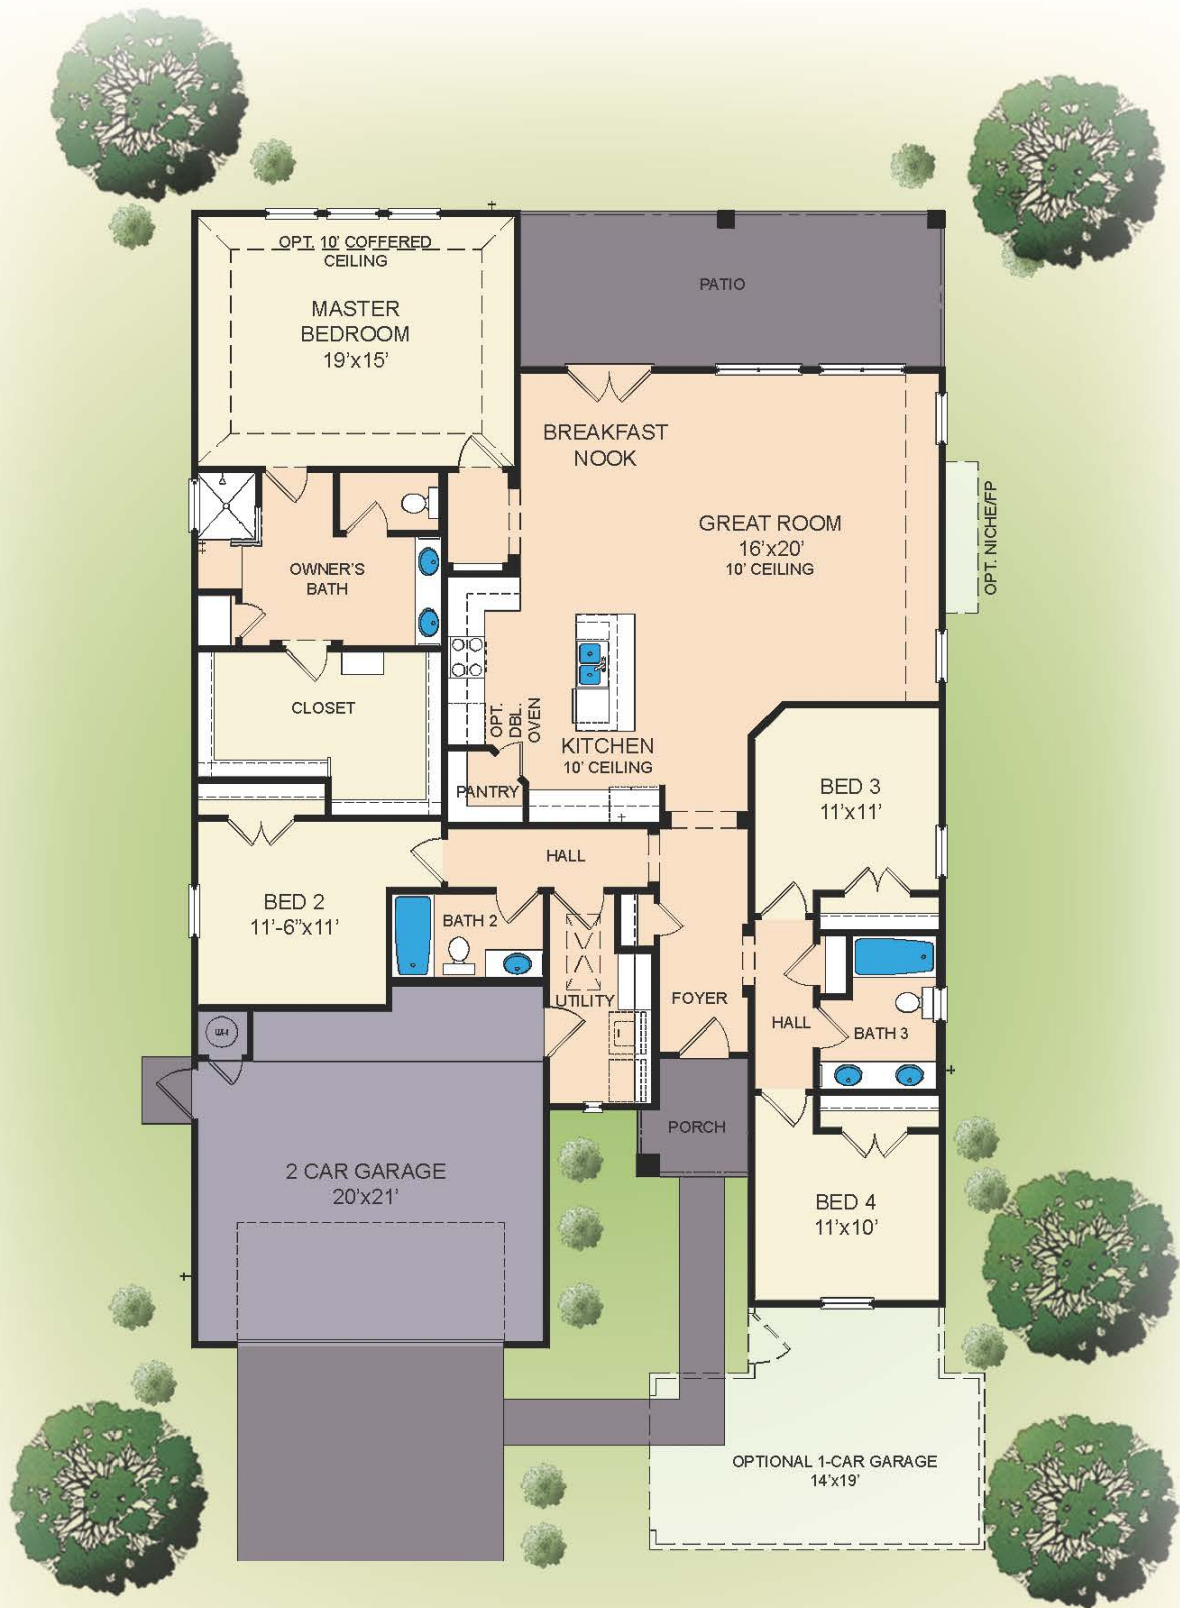 OPT. 10' COFFERED
CEILING
MASTER
BEDROOM
19'x15'
PATIO
BREAKFAST
NOOK
GREAT ROOM
16'x20'
10' CEILING
OPT. NICHE/FP
OWNER'S
BATH
CLOSET
OPT.
DBL.
OVEN
KITCHEN
10' CEILING
PANTRY
BED 3
11'x11'
HALL
BED 2
11'-6"x11'
BATH 2
UTILITY
FOYER
HALL
BATH 3
WH
PORCH
2 CAR GARAGE
20'x21'
BED 4
11'x10'
OPTIONAL 1-CAR GARAGE
14'x19'